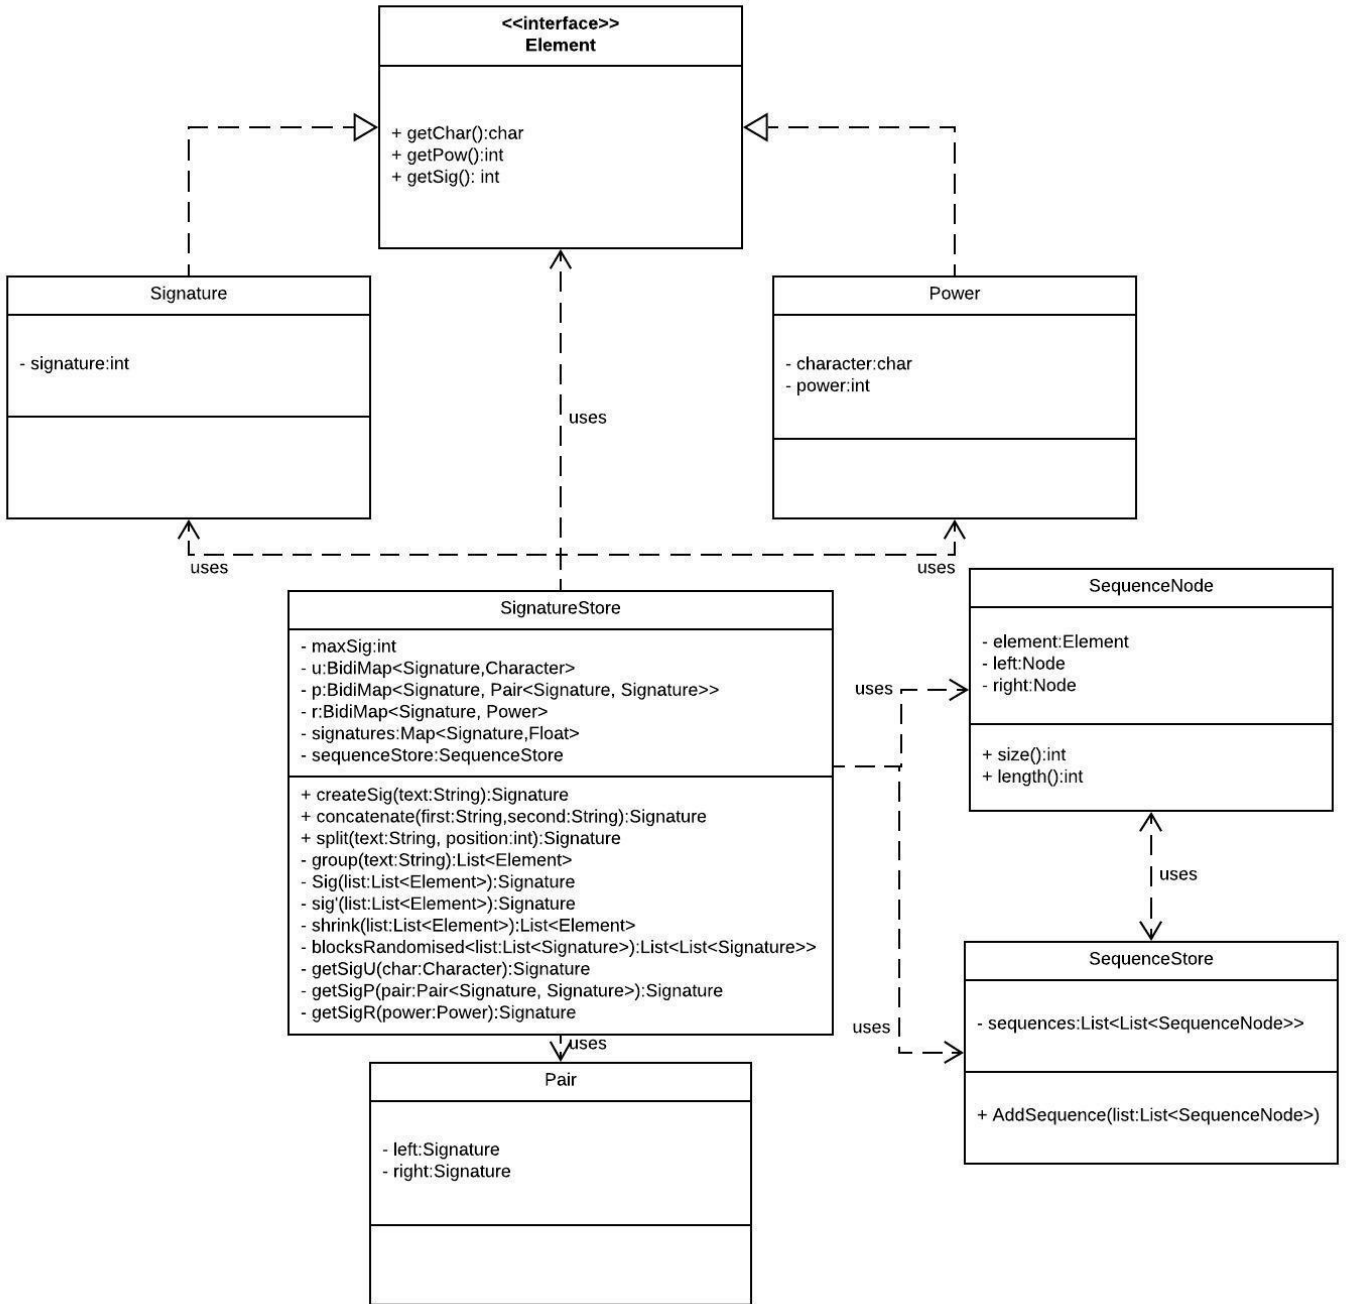 <<interface>>
Element
+ getChar():char
+ getPow():int
+ getSig(): int
Signature
- signature:int
Power
- character:char
- power:int
uses
uses
uses
SignatureStore
- maxSig:int
- u:BidiMap<Signature,Character>
- p:BidiMap<Signature, Pair<Signature, Signature>>
- r:BidiMap<Signature, Power>
- signatures:Map<Signature,Float>
- sequenceStore:SequenceStore
+ createSig(text:String):Signature
+ concatenate(first:String,second:String):Signature
+ split(text:String, position:int):Signature
- group(text:String):List<Element>
- Sig(list:List<Element>):Signature
- sig'(list:List<Element>):Signature
- shrink(list:List<Element>):List<Element>
- blocksRandomised<list:List<Signature>):List<List<Signature>>
- getSigU(char:Character):Signature
- getSigP(pair:Pair<Signature, Signature>):Signature
- getSigR(power:Power):Signature
uses
uses
SequenceNode
- element:Element
- left:Node
- right:Node
+ size():int
+ length():int
uses
SequenceStore
- sequences:List<List<SequenceNode>>
+ AddSequence(list:List<SequenceNode>)
uses
Pair
- left:Signature
- right:Signature